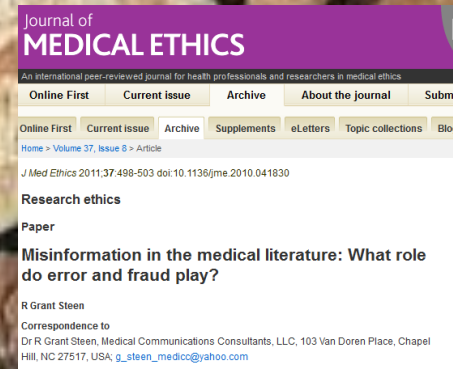 Journal of
MEDICAL ETHICS
An international peer-reviewed journal for health professionals and researchers in medical ethics
Online First Current issue Archive About the journal Subm
Online First Current issue Archive Supplements eLetters Topic collections Blo
Home > Volume 37, Issue 8 > Article
J Med Ethics 2011;37:498-503 doi:10.1136/jme.2010.041830
Research ethics
Paper
Misinformation in the medical literature: What role
do error and fraud play?
R Grant Steen
Correspondence to
Dr R Grant Steen, Medical Communications Consultants, LLC, 103 Van Doren Place, Chapel
Hill, NC 27517, USA; g_steen_medicc@yahoo.com